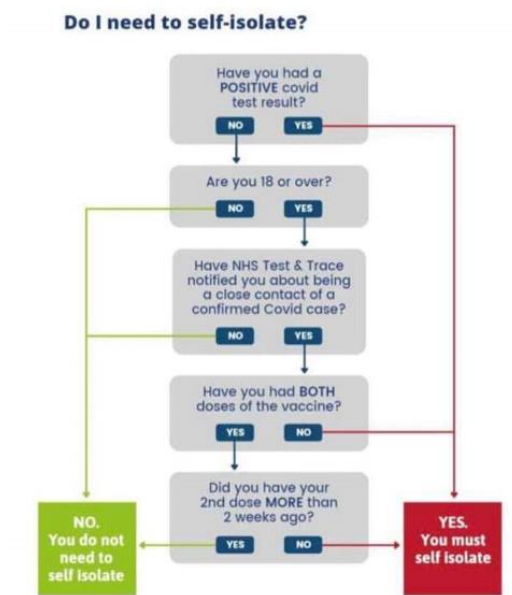 Do I need to self-isolate?
Have you had a
POSITIVE covid
test result?
NO YES
Are you 18 or over?
NO YES
Have NHS Test & Trace
notified you about being
a close contact of a
confirmed Covid case?
NO YES
Have you had BOTH
doses of the vaccine?
YES NO
Did you have your
2nd dose MORE than
2 weeks ago?
YES NO
NO.
You do not
need to
self isolate
YES.
You must
self isolate